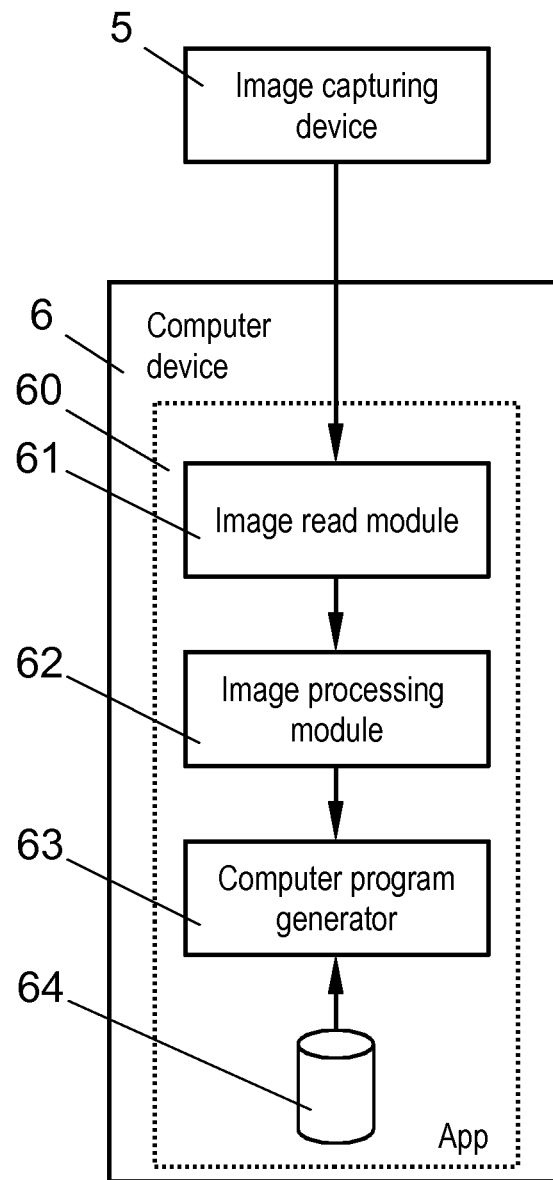 5
Image capturing
device
6
Computer
device
60
61
Image read module
62
Image processing
module
63
Computer program
generator
64
App